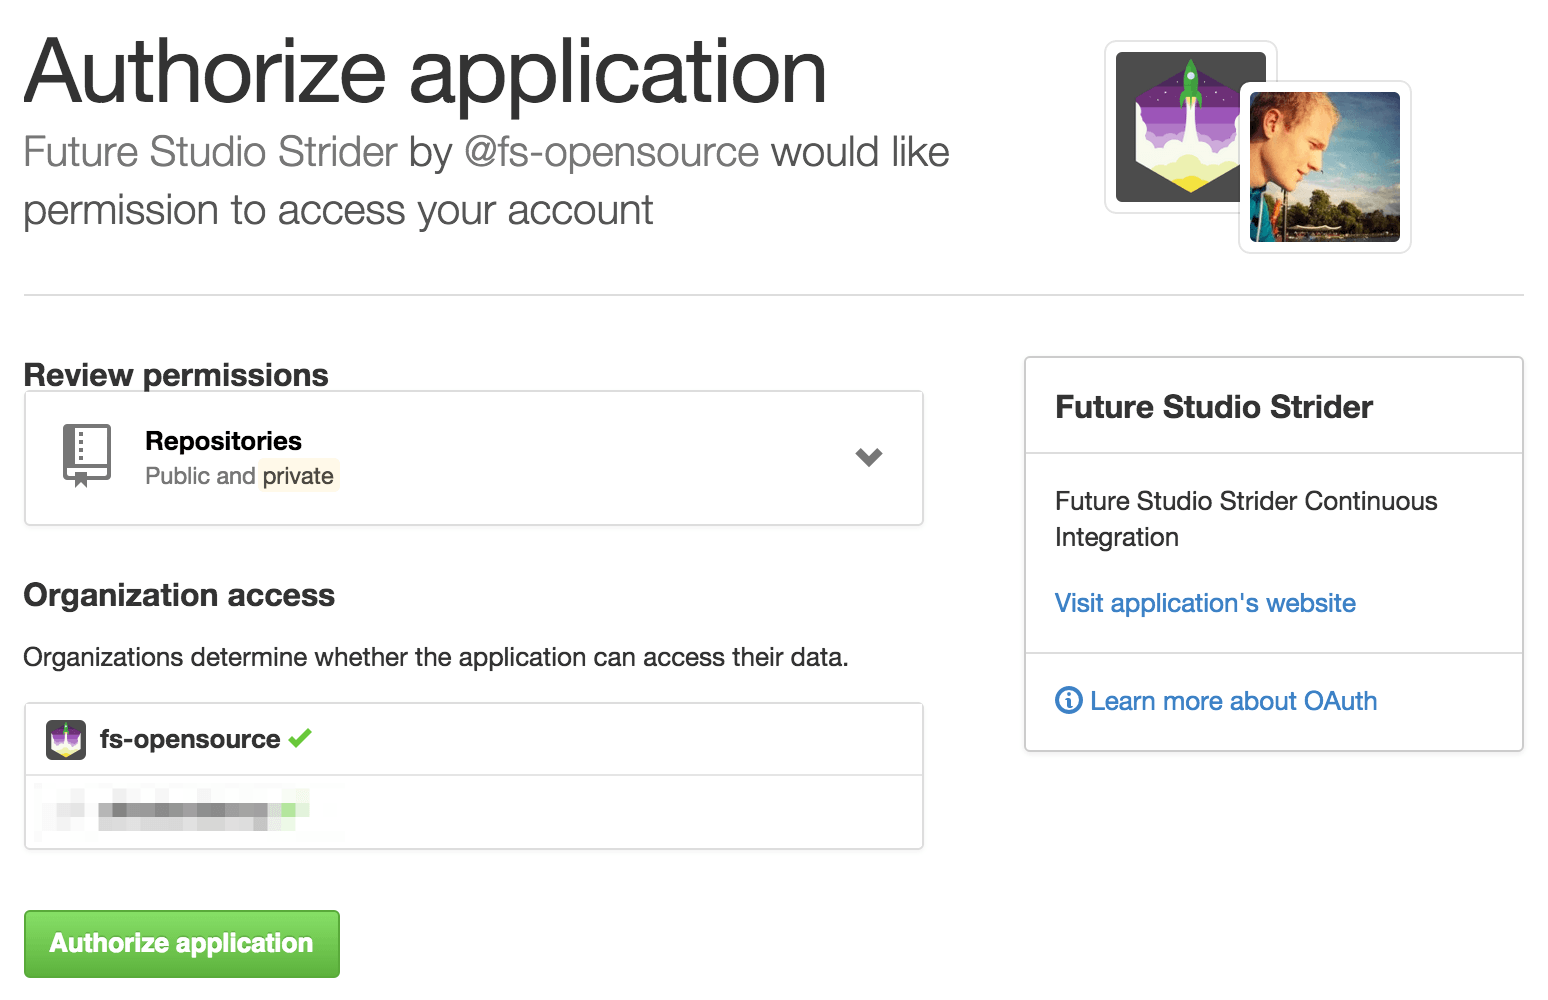 Authorize application
Future Studio Strider by @fs-opensource would like
permission to access your account
Review permissions
Repositories
Public and private
Organization access
Organizations determine whether the application can access their data.
fs-opensource
Authorize application
Future Studio Strider
Future Studio Strider Continuous
Integration
Visit application's website
Learn more about OAuth